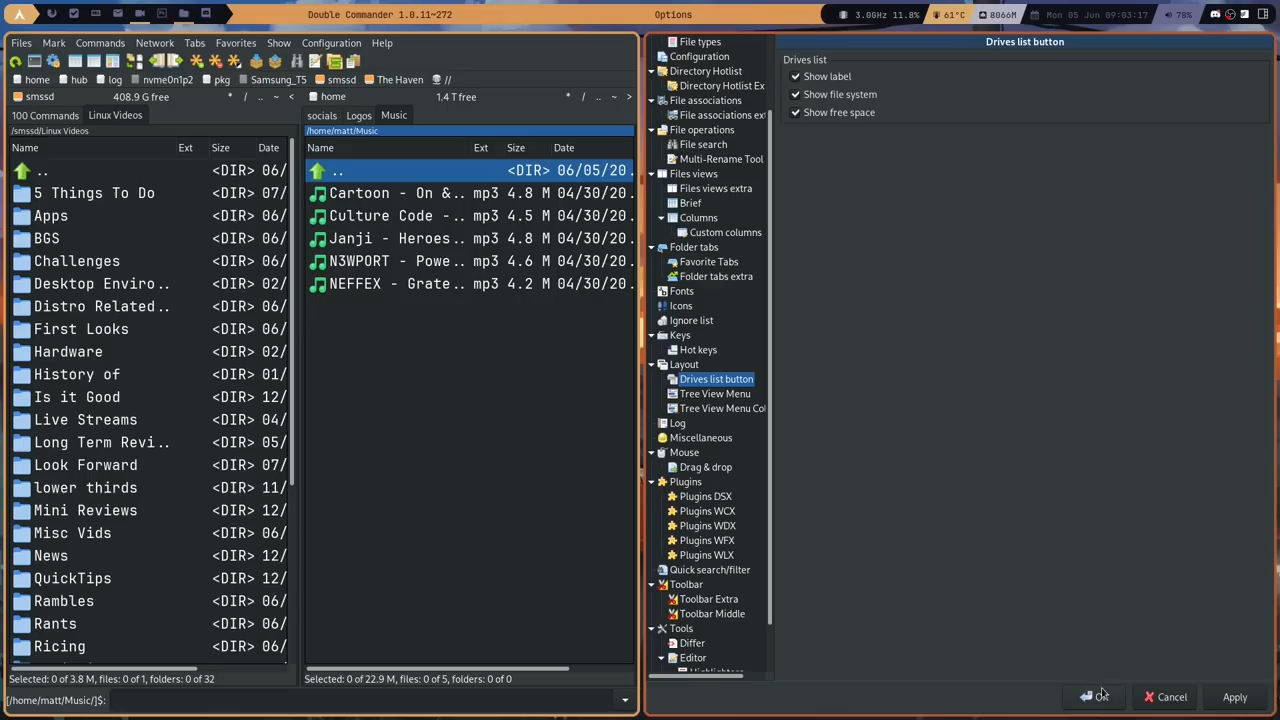 Double Commander 1.0.11~272
Options
3.0GHz 11.8%
61°C
8066M
Mon 05 Jun 09:03:17
78%
Files Mark Commands Network Tabs Favorites Show Configuration Help
home hub log nvme0n1p2 pkg Samsung_T5 smssd The Haven //
smssd 408.9 G free * / .. ~ <
home 1.4 T free * / .. ~ >
100 Commands Linux Videos
socials Logos Music
/smssd/Linux Videos
/home/matt/Music
Name Ext Size Date
.. <DIR> 06/
5 Things To Do <DIR> 07/
Apps <DIR> 06/
BGS <DIR> 06/
Challenges <DIR> 06/
Desktop Enviro.. <DIR> 02/
Distro Related.. <DIR> 06/
First Looks <DIR> 06/
Hardware <DIR> 02/
History of <DIR> 01/
Is it Good <DIR> 12/
Live Streams <DIR> 04/
Long Term Revi.. <DIR> 05/
Look Forward <DIR> 07/
lower thirds <DIR> 11/
Mini Reviews <DIR> 12/
Misc Vids <DIR> 06/
News <DIR> 12/
QuickTips <DIR> 12/
Rambles <DIR> 06/
Rants <DIR> 06/
Ricing <DIR> 06/
Selected: 0 of 3.8 M, files: 0 of 1, folders: 0 of 32
Name Ext Size Date
.. <DIR> 06/05/20.
Cartoon - On &.. mp3 4.8 M 04/30/20.
Culture Code -.. mp3 4.5 M 04/30/20.
Janji - Heroes.. mp3 4.8 M 04/30/20.
N3WPORT - Powe.. mp3 4.6 M 04/30/20.
NEFFEX - Grate.. mp3 4.2 M 04/30/20.
Selected: 0 of 22.9 M, files: 0 of 5, folders: 0 of 0
[/home/matt/Music/]$:
File types
Configuration
Directory Hotlist
Directory Hotlist Ex
File associations
File associations ext
File operations
File search
Multi-Rename Tool
Files views
Files views extra
Brief
Columns
Custom columns
Folder tabs
Favorite Tabs
Folder tabs extra
Fonts
Icons
Ignore list
Keys
Hot keys
Layout
Drives list button
Tree View Menu
Tree View Menu Col
Log
Miscellaneous
Mouse
Drag & drop
Plugins
Plugins DSX
Plugins WCX
Plugins WDX
Plugins WFX
Plugins WLX
Quick search/filter
Toolbar
Toolbar Extra
Toolbar Middle
Tools
Differ
Editor
Drives list button
Drives list
Show label
Show file system
Show free space
Cancel
Apply